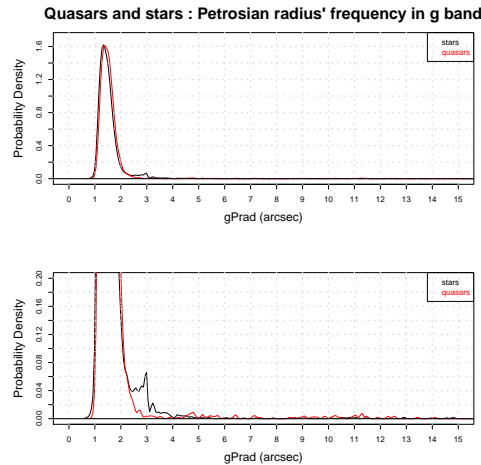 Quasars and stars : Petrosian radius' frequency in g band
Probability Density
0.0 0.4 0.8 1.2 1.6
stars
quasars
0 1 2 3 4 5 6 7 8 9 10 11 12 13 14 15
gPrad (arcsec)
Probability Density
0.00 0.04 0.08 0.12 0.16 0.20
stars
quasars
0 1 2 3 4 5 6 7 8 9 10 11 12 13 14 15
gPrad (arcsec)